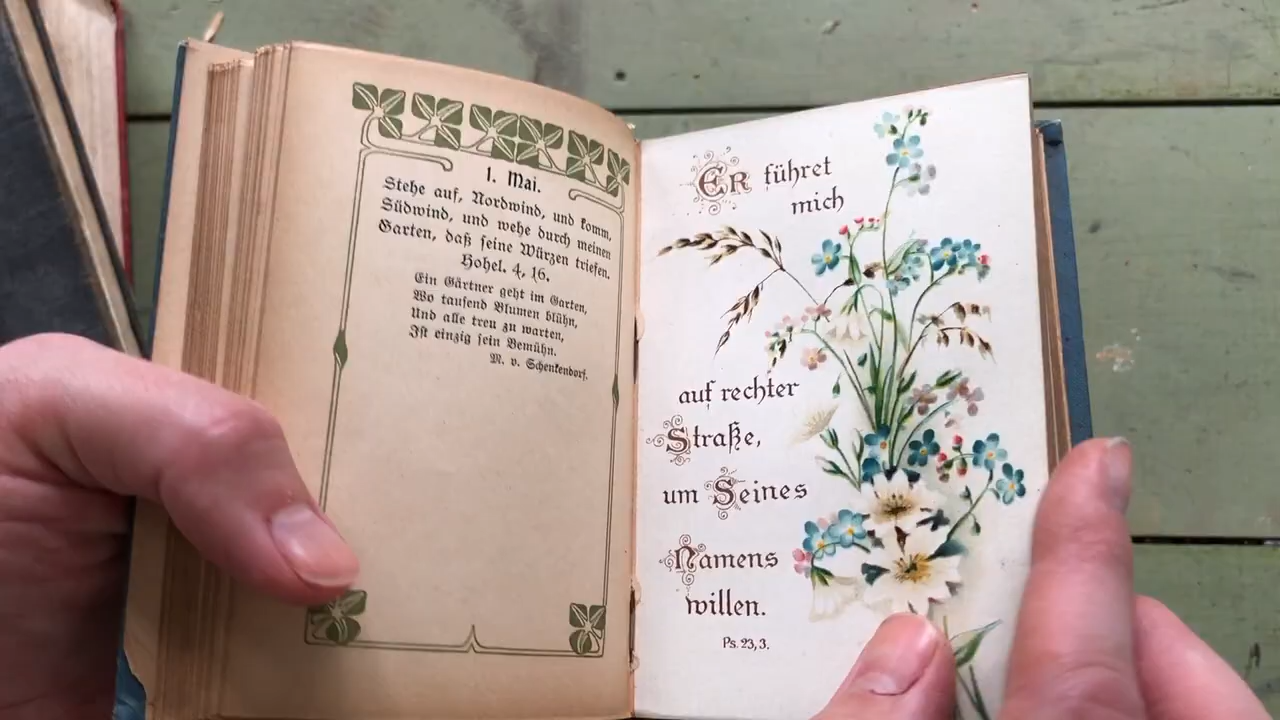 1. Mai.
Stehe auf, Nordwind, und komm,
Südwind, und wehe durch meinen
Garten, daß seine Würzen triefen.
Hohel. 4, 16.
Ein Gärtner geht im Garten,
Wo tausend Blumen blühn,
Und alle treu zu warten,
Ist einzig sein Bemühn.
M. v. Schenkendorf.
Er führet
mich
auf rechter
Straße,
um Seines
Namens
willen.
Ps. 23, 3.